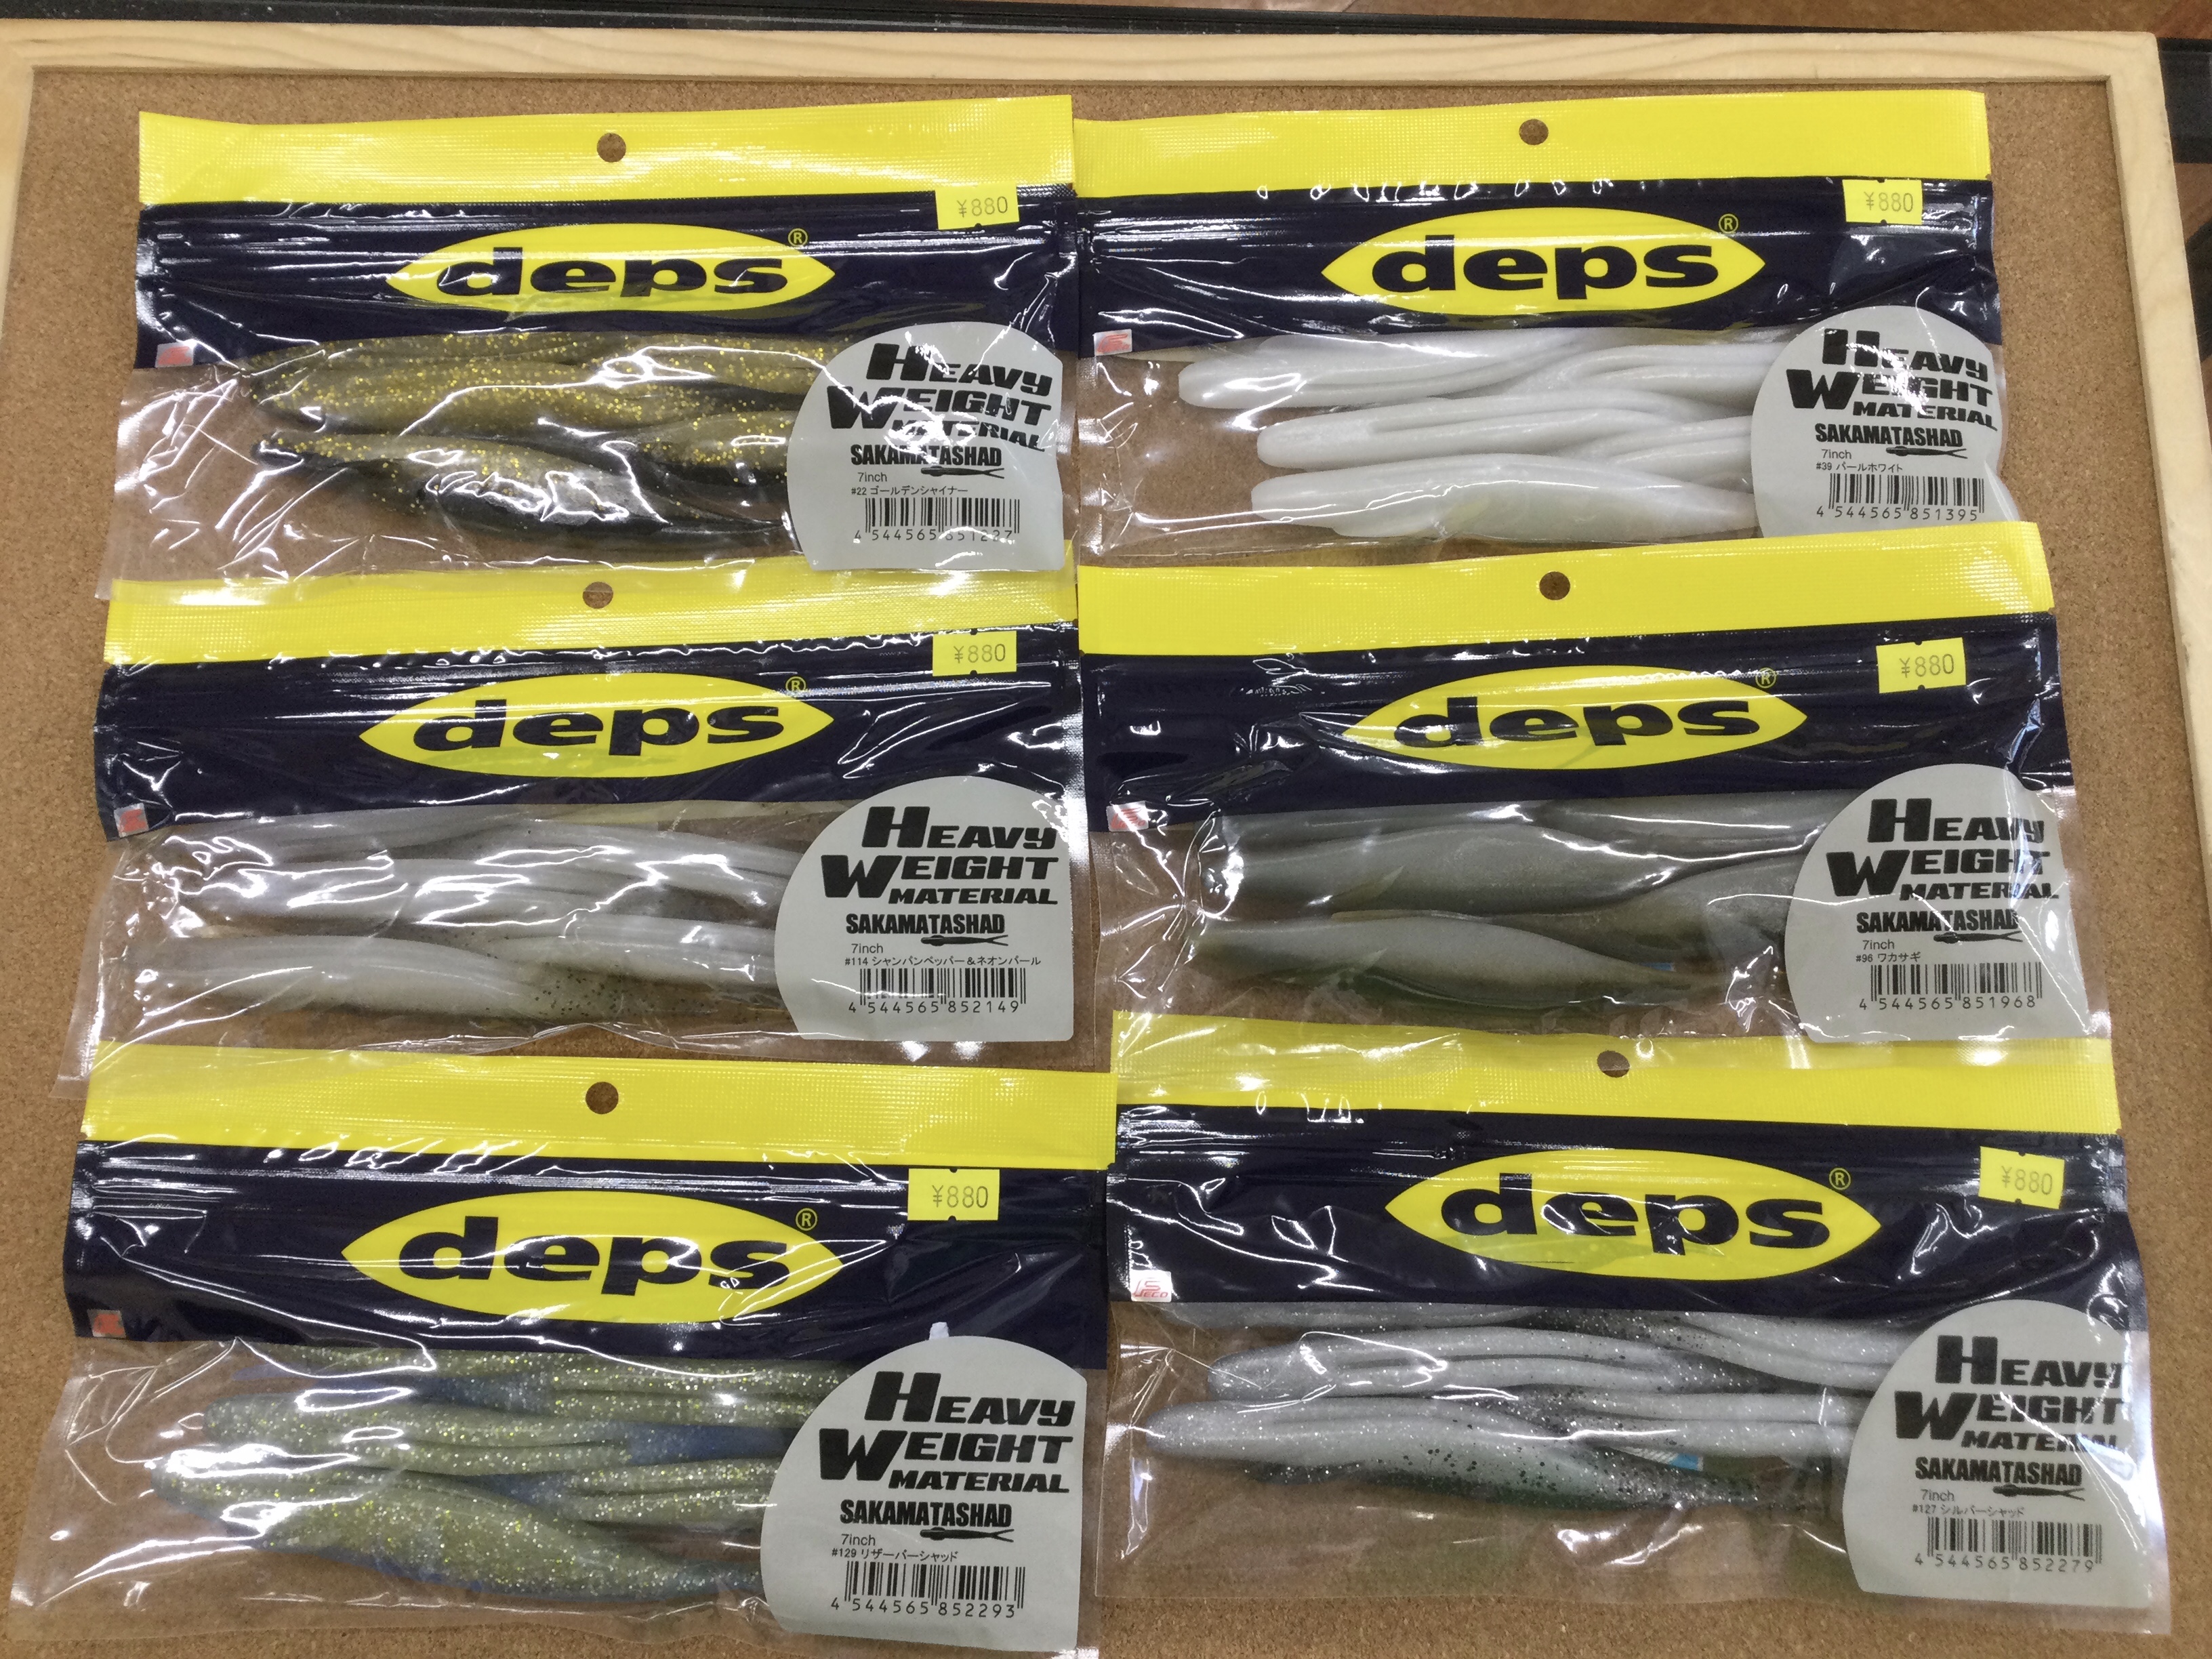 ¥880
deps®
HEAVY
WEIGHT
MATERIAL
SAKAMATASHAD
7inch
#22 ゴールデンシャイナー
4 544565 851227
¥880
deps®
HEAVY
WEIGHT
MATERIAL
SAKAMATASHAD
7inch
#39 パールホワイト
4 544565 851395
¥880
deps®
HEAVY
WEIGHT
MATERIAL
SAKAMATASHAD
7inch
#114 シャンパンペッパー&ネオンパール
4 544565 852149
¥880
deps®
HEAVY
WEIGHT
MATERIAL
SAKAMATASHAD
7inch
#96 ワカサギ
4 544565 851968
¥880
deps®
HEAVY
WEIGHT
MATERIAL
SAKAMATASHAD
7inch
#129 リザーバーシャッド
4 544565 852293
¥880
deps®
JECO
HEAVY
WEIGHT
MATERIAL
SAKAMATASHAD
7inch
#127 シルバーシャッド
4 544565 852279